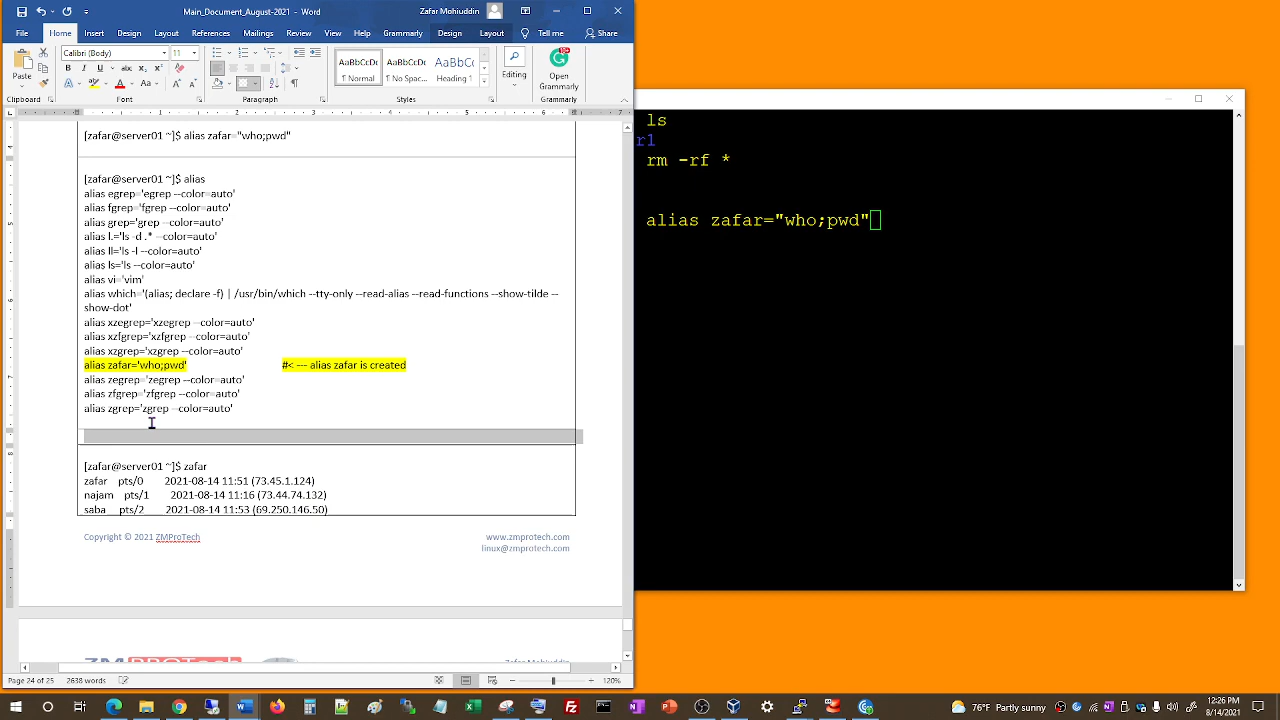 Main_Document_August-2021 - Word
Zafar Mohiuddin
File Home Insert Draw Design Layout References Mailings Review View Help Grammarly Design Layout Tell me Share
Calibri (Body) 11
Paste
Clipboard
Font
Paragraph
AaBbCcDc AaBbCcDc AaBbCc
¶ Normal ¶ No Spac... Heading 1
Styles
Editing
Open Grammarly
Grammarly
[zafar@server01 ~]$ alias zafar="who;pwd"
[zafar@server01 ~]$ alias
alias egrep='egrep --color=auto'
alias fgrep='fgrep --color=auto'
alias grep='grep --color=auto'
alias l.='ls -d .* --color=auto'
alias ll='ls -l --color=auto'
alias ls='ls --color=auto'
alias vi='vim'
alias which='(alias; declare -f) | /usr/bin/which --tty-only --read-alias --read-functions --show-tilde --
show-dot'
alias xzegrep='xzegrep --color=auto'
alias xzfgrep='xzfgrep --color=auto'
alias xzgrep='xzgrep --color=auto'
alias zafar='who;pwd' #< --- alias zafar is created
alias zegrep='zegrep --color=auto'
alias zfgrep='zfgrep --color=auto'
alias zgrep='zgrep --color=auto'
[zafar@server01 ~]$ zafar
zafar pts/0 2021-08-14 11:51 (73.45.1.124)
najam pts/1 2021-08-14 11:16 (73.44.74.132)
saba pts/2 2021-08-14 11:53 (69.250.146.50)
Copyright © 2021 ZMProTech www.zmprotech.com
linux@zmprotech.com
Page 24 of 25 2638 words 120%
ls
r1
rm -rf *
alias zafar="who;pwd"
76°F Partly sunny
12:26 PM
8/14/2021